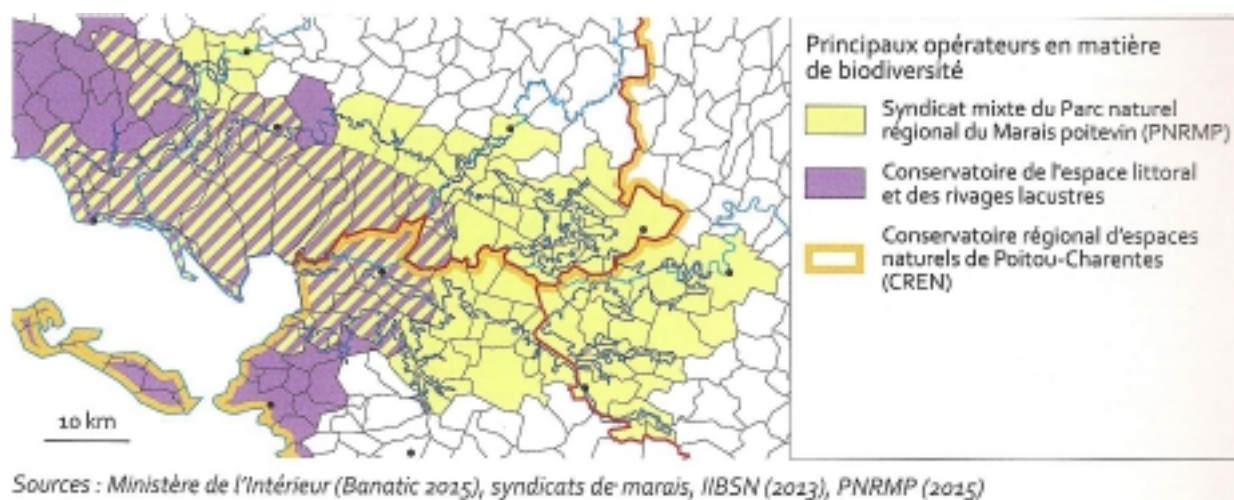 Principaux opérateurs en matière
de biodiversité
Syndicat mixte du Parc naturel
régional du Marais poitevin (PNRMP)
Conservatoire de l'espace littoral
et des rivages lacustres
Conservatoire régional d'espaces
naturels de Poitou-Charentes
(CREN)
10 km
Sources : Ministère de l'Intérieur (Banatic 2015), syndicats de marais, IIBSN (2013), PNRMP (2015)